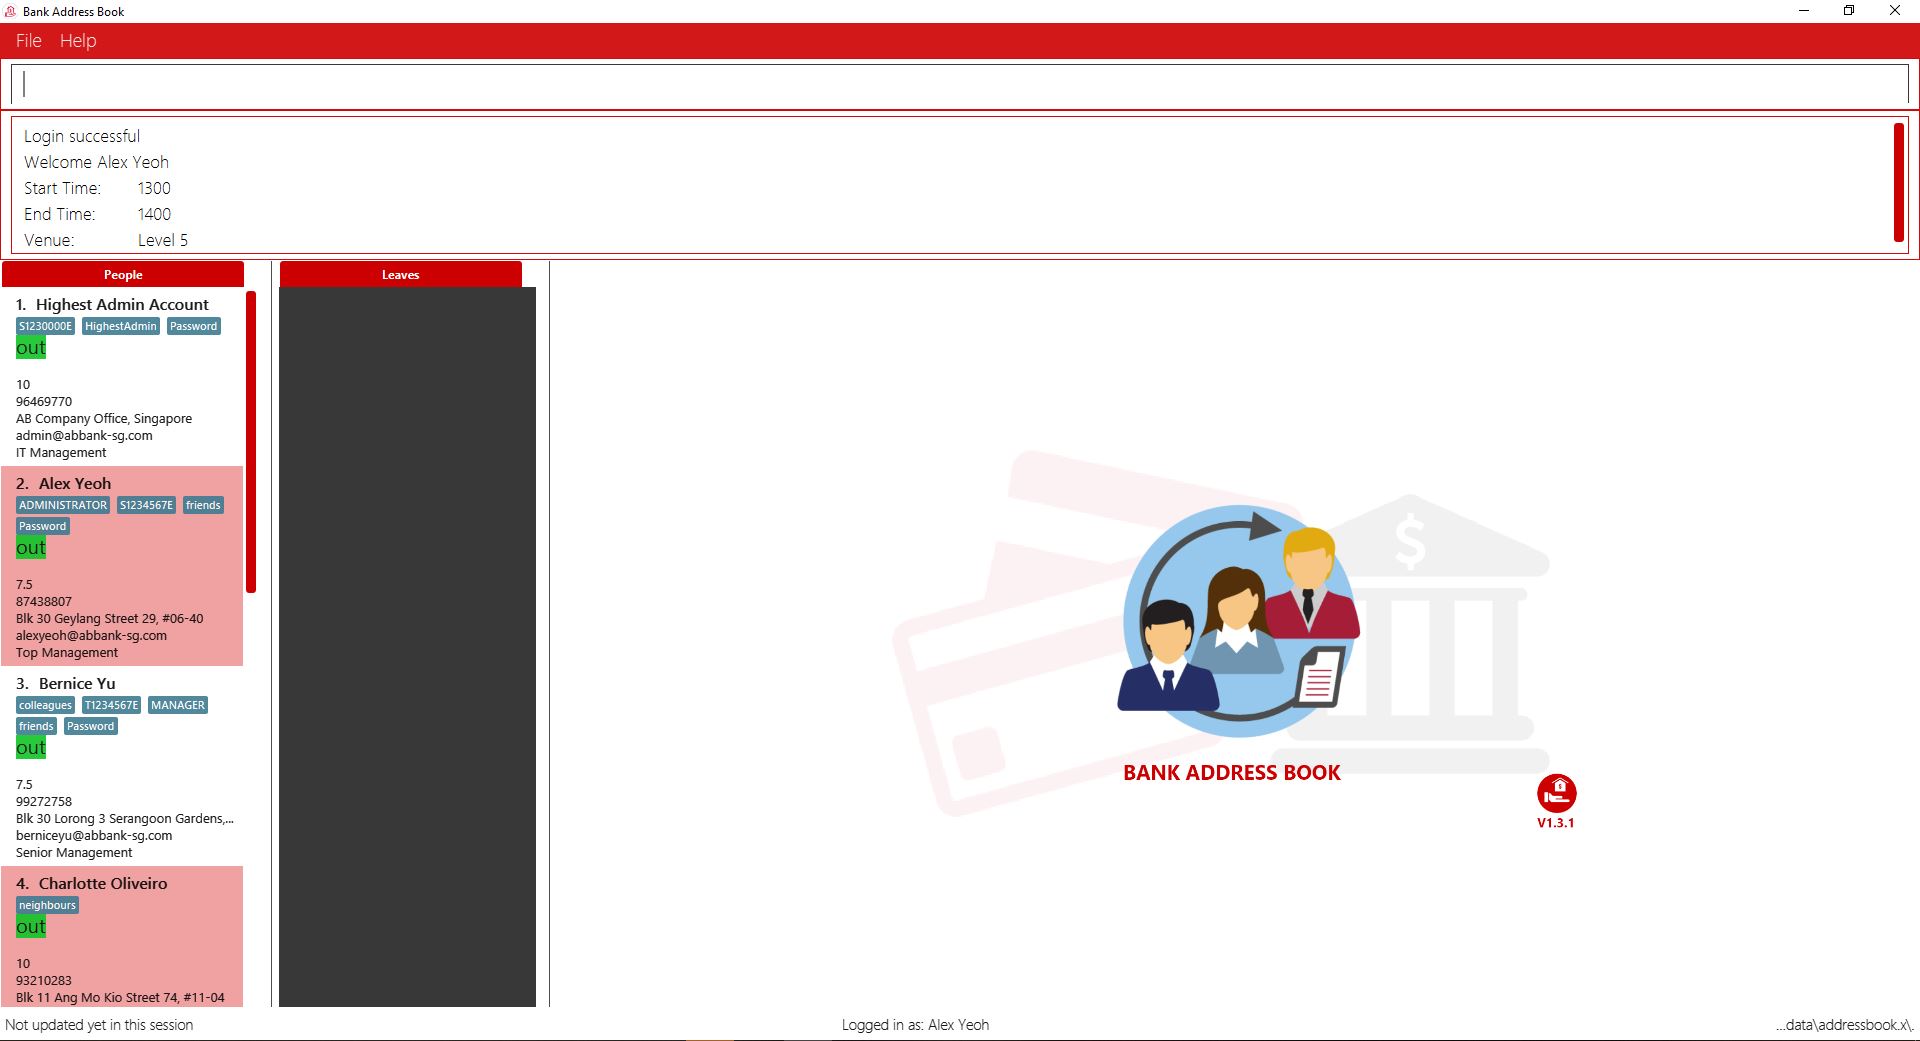 Bank Address Book
File Help
Login successful
Welcome Alex Yeoh
Start Time: 1300
End Time: 1400
Venue: Level 5
People
1. Highest Admin Account
S1230000E HighestAdmin Password
out
10
96469770
AB Company Office, Singapore
admin@abbank-sg.com
IT Management
2. Alex Yeoh
ADMINISTRATOR S1234567E friends
Password
out
7.5
87438807
Blk 30 Geylang Street 29, #06-40
alexyeoh@abbank-sg.com
Top Management
3. Bernice Yu
colleagues T1234567E MANAGER
friends Password
out
7.5
99272758
Blk 30 Lorong 3 Serangoon Gardens,...
berniceyu@abbank-sg.com
Senior Management
4. Charlotte Oliveiro
neighbours
out
10
93210283
Blk 11 Ang Mo Kio Street 74, #11-04
Leaves
$
BANK ADDRESS BOOK
$
V1.3.1
Not updated yet in this session
Logged in as: Alex Yeoh
...data\addressbook.x\.